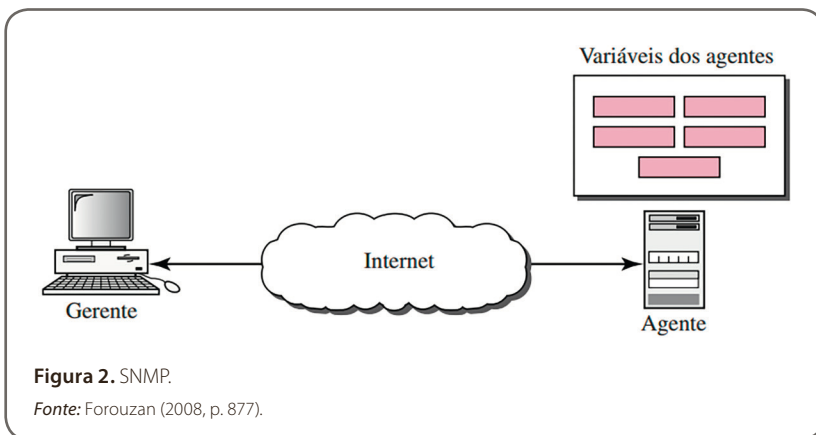 Variáveis dos agentes
Internet
Gerente
Agente
Figura 2. SNMP.
Fonte: Forouzan (2008, p. 877).